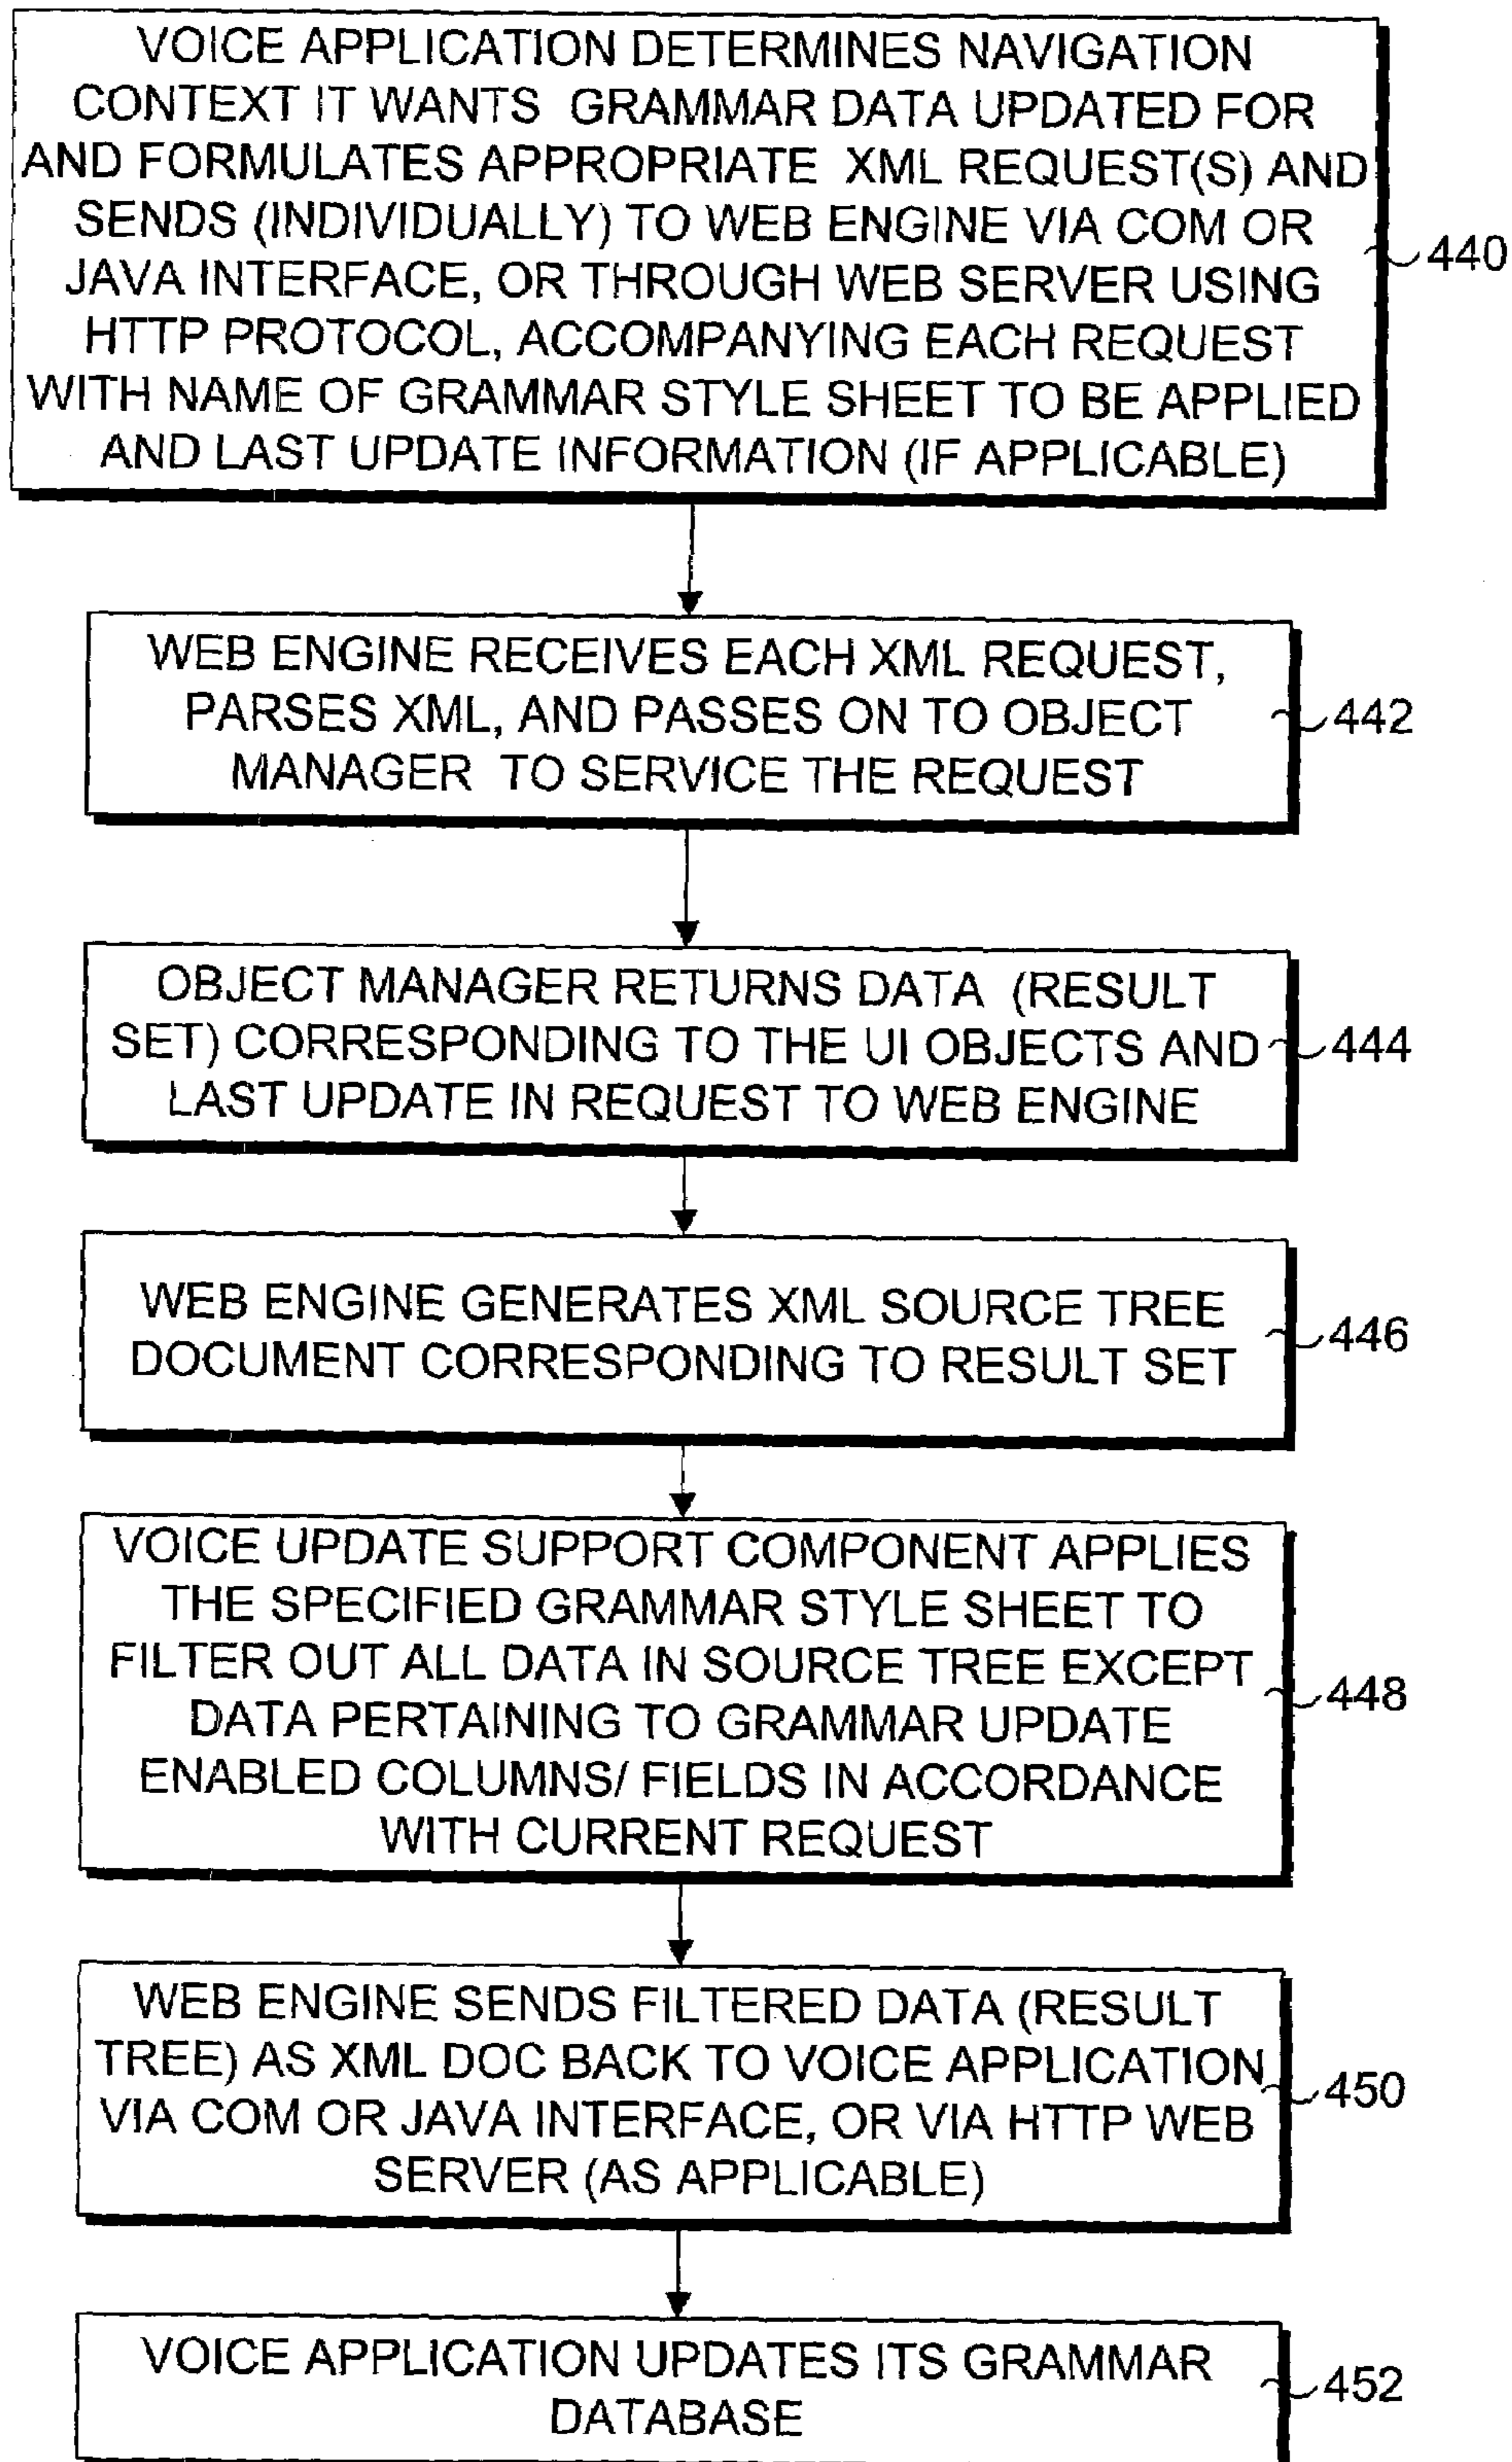 VOICE APPLICATION DETERMINES NAVIGATION
CONTEXT IT WANTS GRAMMAR DATA UPDATED FOR
AND FORMULATES APPROPRIATE XML REQUEST(S) AND
SENDS (INDIVIDUALLY) TO WEB ENGINE VIA COM OR
JAVA INTERFACE, OR THROUGH WEB SERVER USING
HTTP PROTOCOL, ACCOMPANYING EACH REQUEST
WITH NAME OF GRAMMAR STYLE SHEET TO BE APPLIED
AND LAST UPDATE INFORMATION (IF APPLICABLE)
440
WEB ENGINE RECEIVES EACH XML REQUEST,
PARSES XML, AND PASSES ON TO OBJECT
MANAGER TO SERVICE THE REQUEST
442
OBJECT MANAGER RETURNS DATA (RESULT
SET) CORRESPONDING TO THE UI OBJECTS AND
LAST UPDATE IN REQUEST TO WEB ENGINE
444
WEB ENGINE GENERATES XML SOURCE TREE
DOCUMENT CORRESPONDING TO RESULT SET
446
VOICE UPDATE SUPPORT COMPONENT APPLIES
THE SPECIFIED GRAMMAR STYLE SHEET TO
FILTER OUT ALL DATA IN SOURCE TREE EXCEPT
DATA PERTAINING TO GRAMMAR UPDATE
ENABLED COLUMNS/ FIELDS IN ACCORDANCE
WITH CURRENT REQUEST
448
WEB ENGINE SENDS FILTERED DATA (RESULT
TREE) AS XML DOC BACK TO VOICE APPLICATION
VIA COM OR JAVA INTERFACE, OR VIA HTTP WEB
SERVER (AS APPLICABLE)
450
VOICE APPLICATION UPDATES ITS GRAMMAR
DATABASE
452